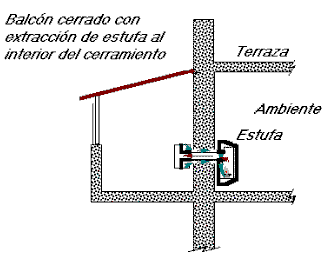 Balcón cerrado con
extracción de estufa al
interior del cerramiento
Terraza
Ambiente
Estufa